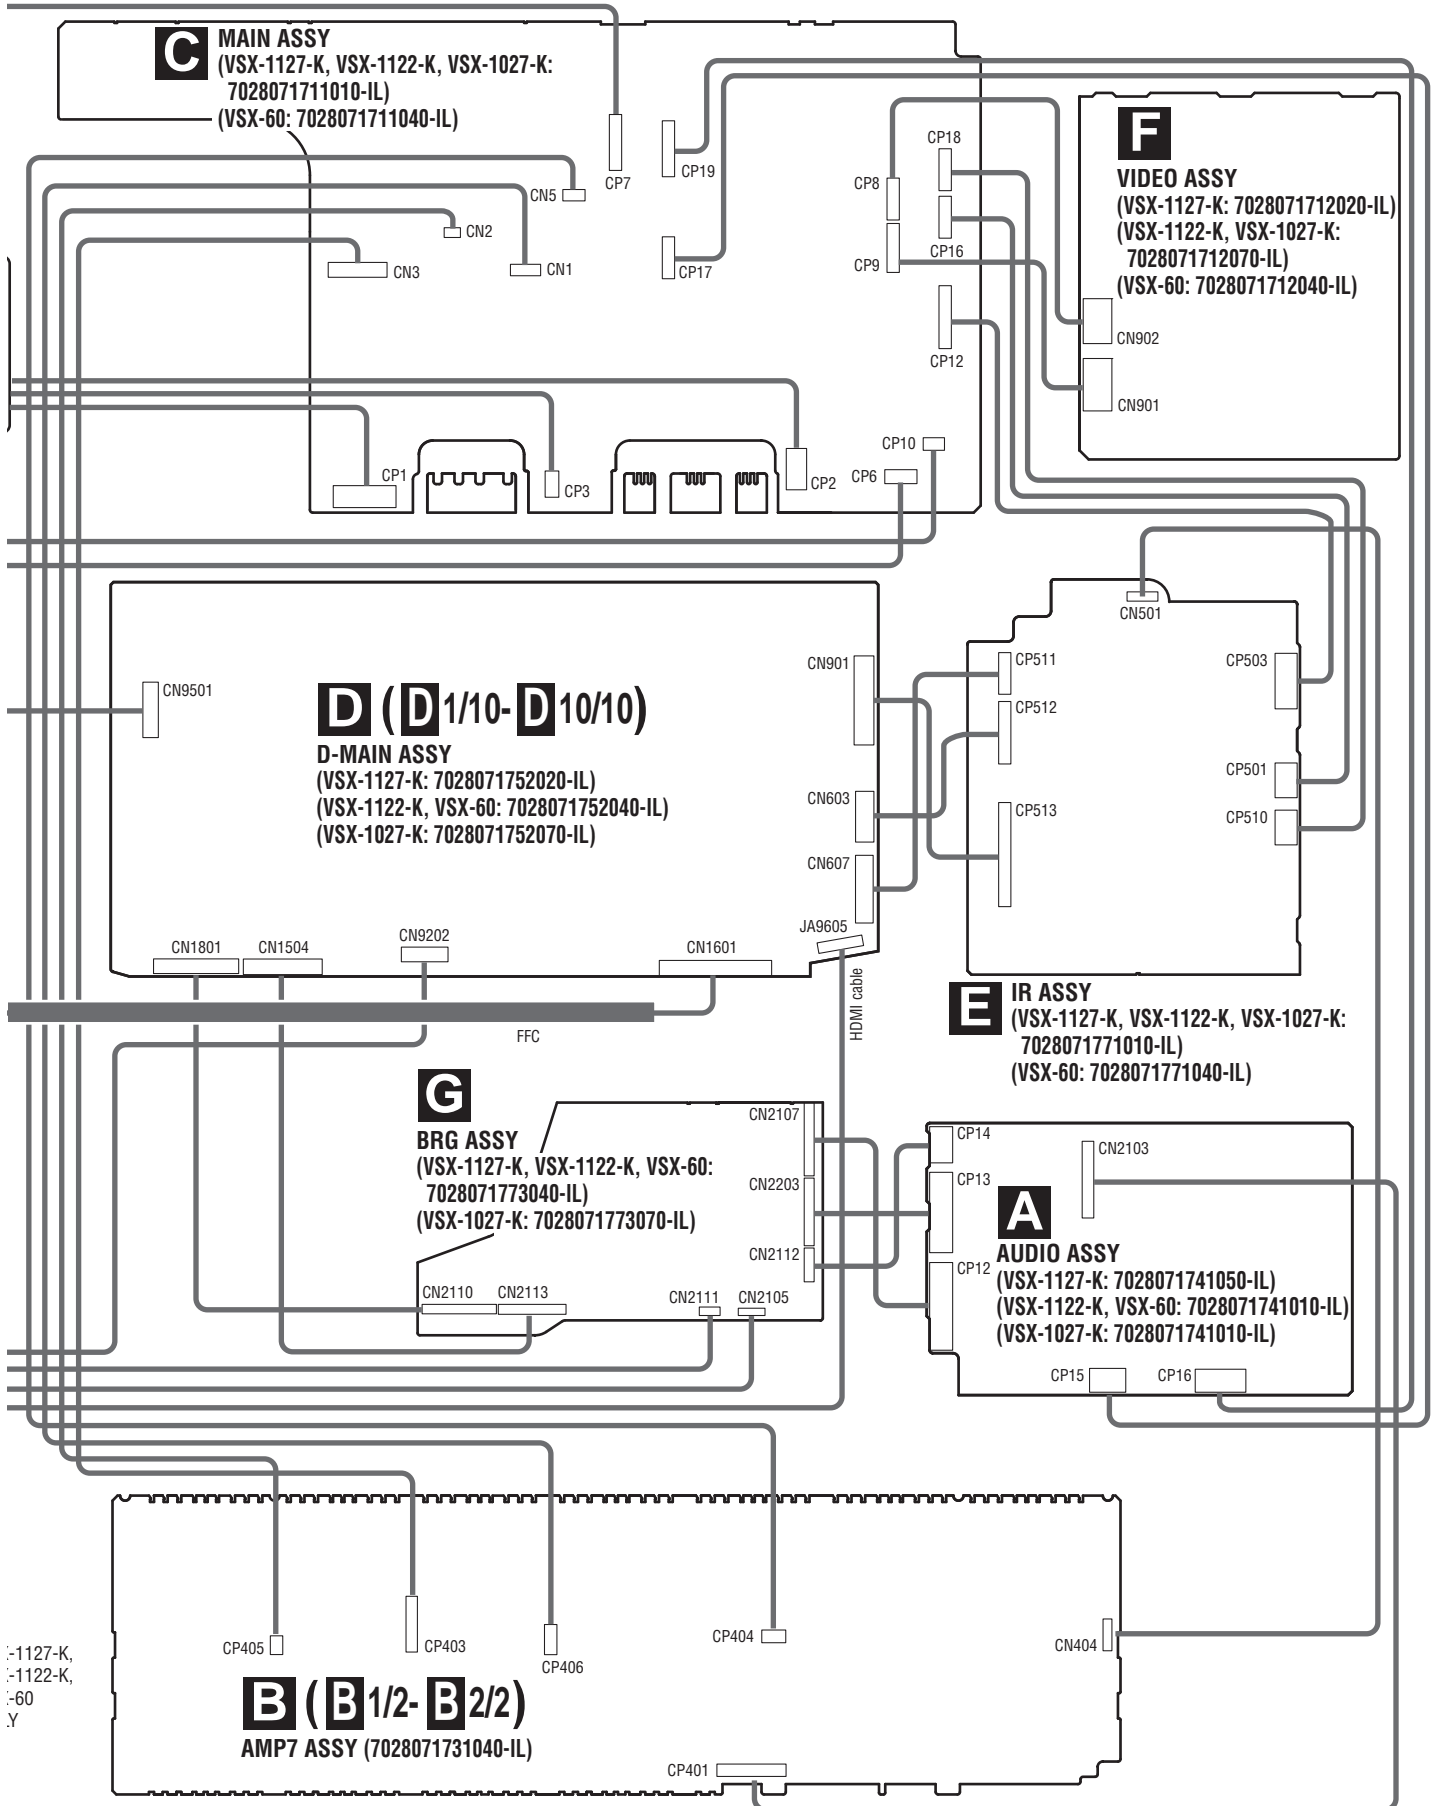 C MAIN ASSY
(VSX-1127-K, VSX-1122-K, VSX-1027-K:
7028071711010-IL)
(VSX-60: 7028071711040-IL)
CP7
CP19
CP18
CN5
CP8
CN2
CP16
CN3
CN1
CP17
CP9
CP12
CP10
CP1
CP3
CP2
CP6
F
VIDEO ASSY
(VSX-1127-K: 7028071712020-IL)
(VSX-1122-K, VSX-1027-K:
7028071712070-IL)
(VSX-60: 7028071712040-IL)
CN902
CN901
CN9501
D (D 1/10- D 10/10)
D-MAIN ASSY
(VSX-1127-K: 7028071752020-IL)
(VSX-1122-K, VSX-60: 7028071752040-IL)
(VSX-1027-K: 7028071752070-IL)
CN901
CN603
CN607
JA9605
CN1801
CN1504
CN9202
CN1601
HDMI cable
FFC
CN501
CP511
CP503
CP512
CP501
CP513
CP510
E IR ASSY
(VSX-1127-K, VSX-1122-K, VSX-1027-K:
7028071771010-IL)
(VSX-60: 7028071771040-IL)
G
BRG ASSY
(VSX-1127-K, VSX-1122-K, VSX-60:
7028071773040-IL)
(VSX-1027-K: 7028071773070-IL)
CN2107
CN2203
CN2112
CN2110
CN2113
CN2111
CN2105
CP14
CN2103
CP13
CP12
A
AUDIO ASSY
(VSX-1127-K: 7028071741050-IL)
(VSX-1122-K, VSX-60: 7028071741010-IL)
(VSX-1027-K: 7028071741010-IL)
CP15
CP16
CP405
CP403
CP406
CP404
CN404
-1127-K,
-1122-K,
-60
Y
B (B 1/2- B 2/2)
AMP7 ASSY (7028071731040-IL)
CP401